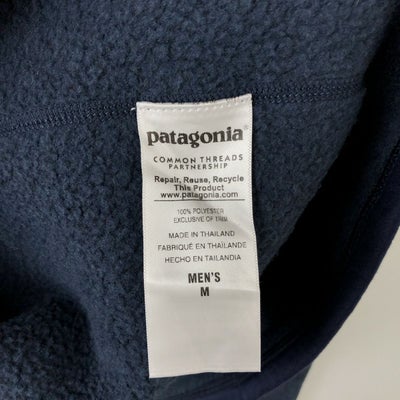 patagonia®
COMMON THREADS
PARTNERSHIP
Repair, Reuse, Recycle
This Product
www.patagonia.com
100% POLYESTER
EXCLUSIVE OF TRIM
MADE IN THAILAND
FABRIQUÉ EN THAÏLANDE
HECHO EN TAILANDIA
MEN'S
M